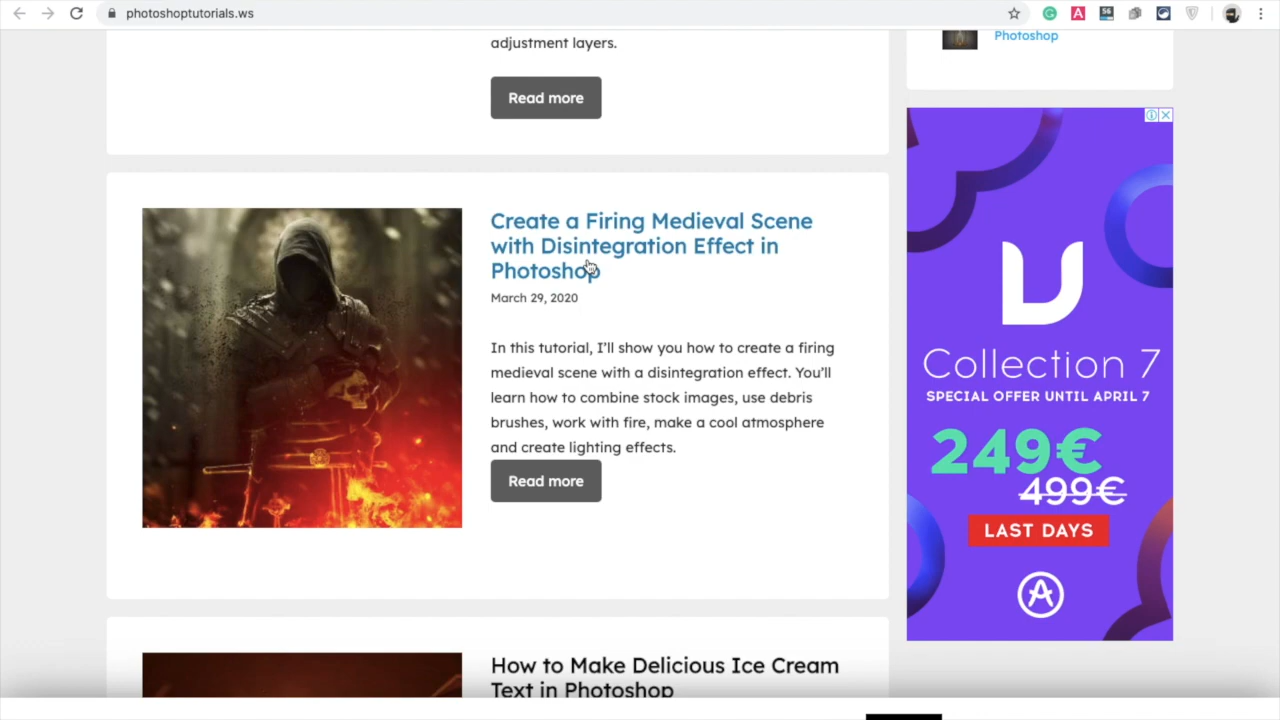 photoshoptutorials.ws
56
adjustment layers.
Read more
Photoshop
Create a Firing Medieval Scene
with Disintegration Effect in
Photoshop
March 29, 2020
In this tutorial, I’ll show you how to create a firing
medieval scene with a disintegration effect. You’ll
learn how to combine stock images, use debris
brushes, work with fire, make a cool atmosphere
and create lighting effects.
Read more
Collection 7
SPECIAL OFFER UNTIL APRIL 7
249€
499€
LAST DAYS
How to Make Delicious Ice Cream
Text in Photoshop